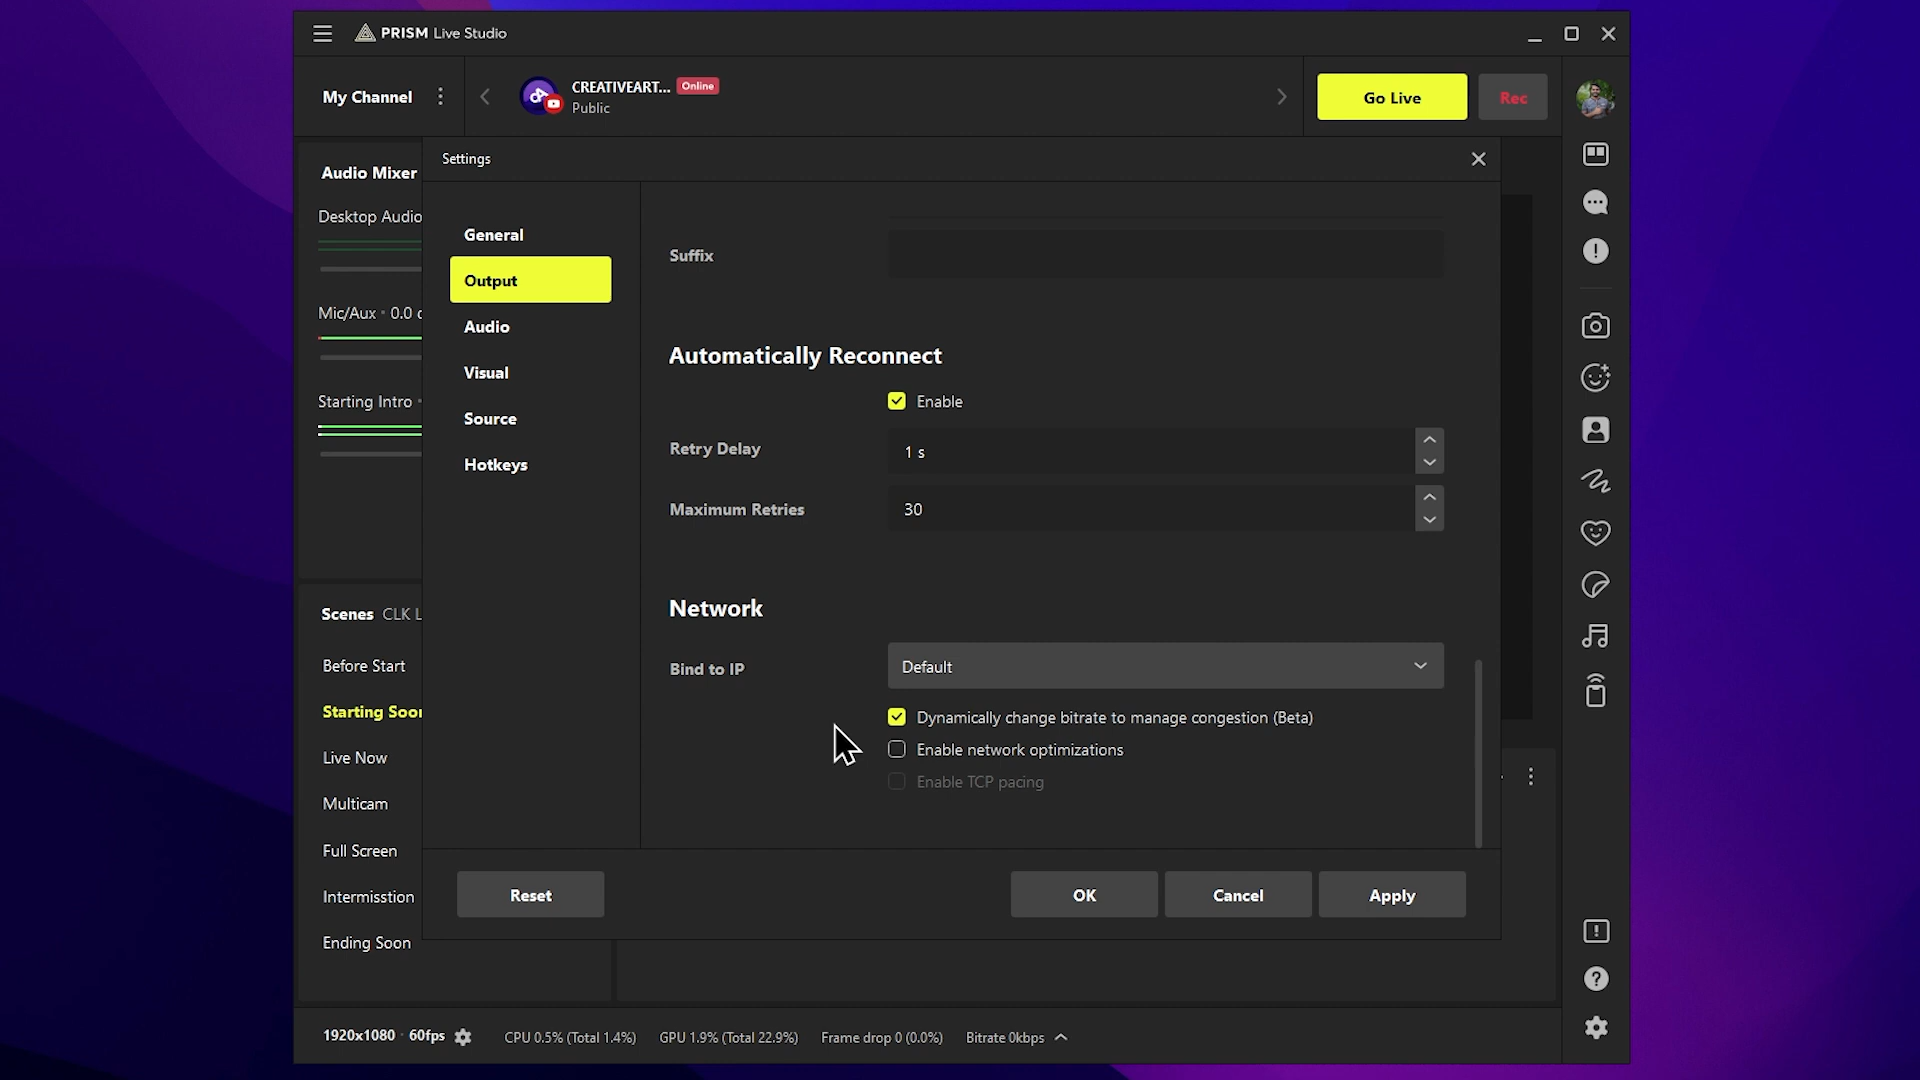 PRISM Live Studio
My Channel
CREATIVEART... Online
Public
Go Live
Rec
Settings
Audio Mixer
Desktop Audio
Mic/Aux · 0.0
Starting Intro
General
Output
Audio
Visual
Source
Hotkeys
Suffix
Automatically Reconnect
Enable
Retry Delay
1 s
Maximum Retries
30
Network
Bind to IP
Default
Dynamically change bitrate to manage congestion (Beta)
Enable network optimizations
Enable TCP pacing
Reset
OK
Cancel
Apply
Scenes CLK
Before Start
Starting Soon
Live Now
Multicam
Full Screen
Intermisstion
Ending Soon
1920x1080 · 60fps
CPU 0.5% (Total 1.4%)
GPU 1.9% (Total 22.9%)
Frame drop 0 (0.0%)
Bitrate 0kbps